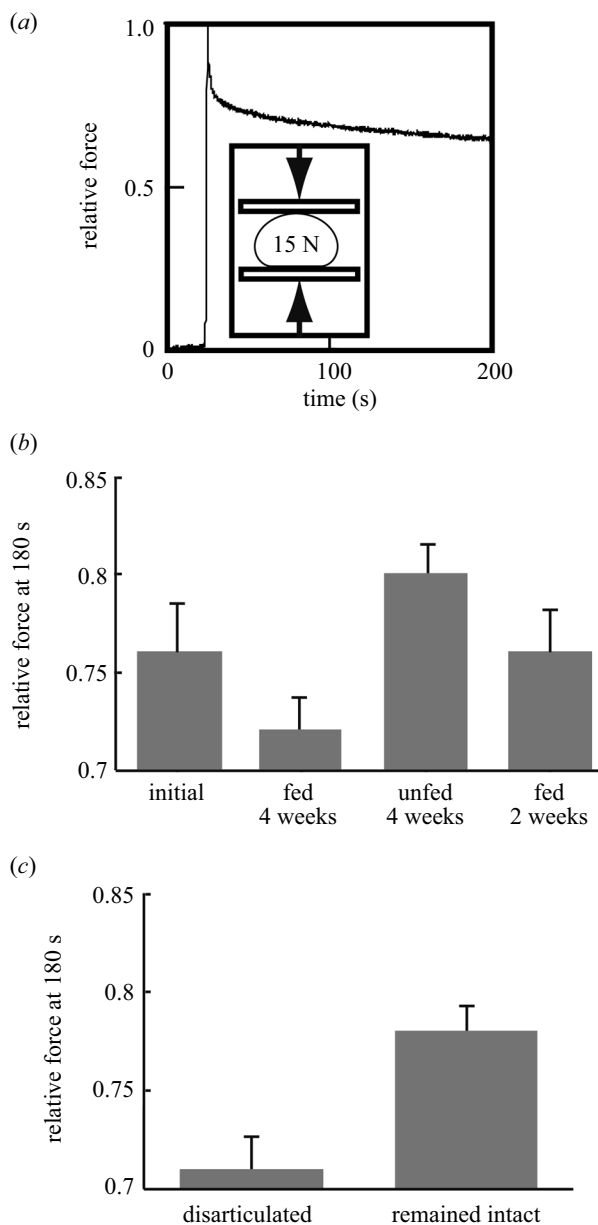 (a)
1.0
relative force
0.5
15 N
0
0
100
200
time (s)
(b)
0.85
relative force at 180 s
0.8
0.75
0.7
initial
fed
4 weeks
unfed
4 weeks
fed
2 weeks
(c)
0.85
relative force at 180 s
0.8
0.75
0.7
disarticulated
remained intact